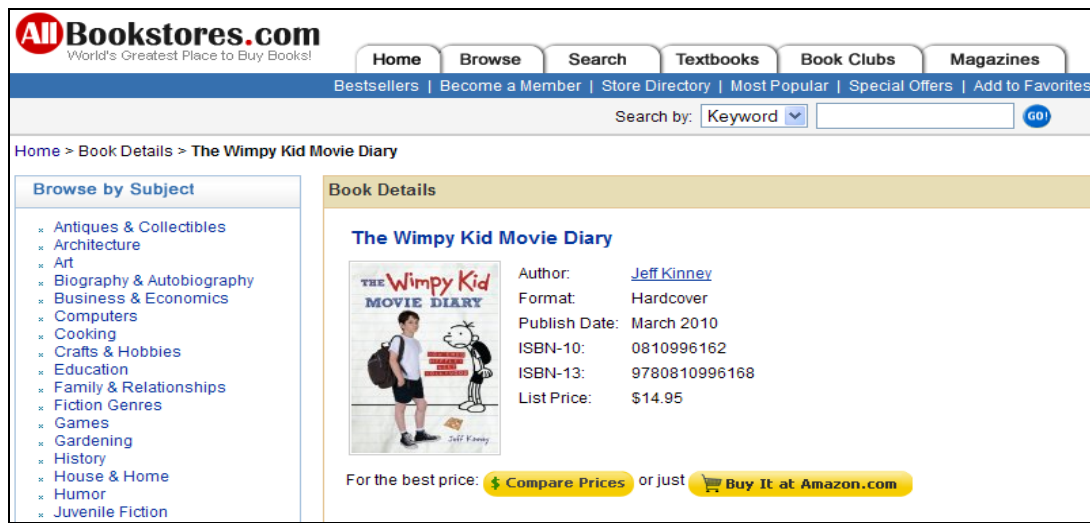 All Bookstores.com
World's Greatest Place to Buy Books!
Home Browse Search Textbooks Book Clubs Magazines
Bestsellers | Become a Member | Store Directory | Most Popular | Special Offers | Add to Favorites
Search by: Keyword GO!
Home > Book Details > The Wimpy Kid Movie Diary
Browse by Subject
Antiques & Collectibles
Architecture
Art
Biography & Autobiography
Business & Economics
Computers
Cooking
Crafts & Hobbies
Education
Family & Relationships
Fiction Genres
Games
Gardening
History
House & Home
Humor
Juvenile Fiction
Book Details
The Wimpy Kid Movie Diary
THE Wimpy Kid
MOVIE DIARY
Jeff Kinney
Author: Jeff Kinney
Format: Hardcover
Publish Date: March 2010
ISBN-10: 0810996162
ISBN-13: 9780810996168
List Price: $14.95
For the best price: $ Compare Prices or just Buy It at Amazon.com